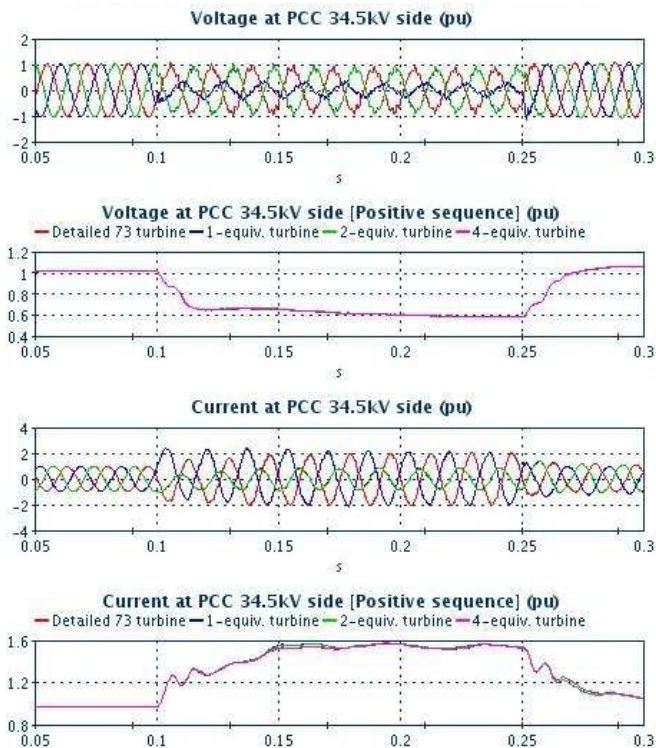 Voltage at PCC 34.5kV side (pu)
2
1
0
-1
-2
0.05 0.1 0.15 0.2 0.25 0.3
s
Voltage at PCC 34.5kV side [Positive sequence] (pu)
Detailed 73 turbine 1-equiv. turbine 2-equiv. turbine 4-equiv. turbine
1.2
1
0.8
0.6
0.4
0.05 0.1 0.15 0.2 0.25 0.3
s
Current at PCC 34.5kV side (pu)
4
2
0
-2
-4
0.05 0.1 0.15 0.2 0.25 0.3
s
Current at PCC 34.5kV side [Positive sequence] (pu)
Detailed 73 turbine 1-equiv. turbine 2-equiv. turbine 4-equiv. turbine
1.6
1.2
0.8
0.05 0.1 0.15 0.2 0.25 0.3